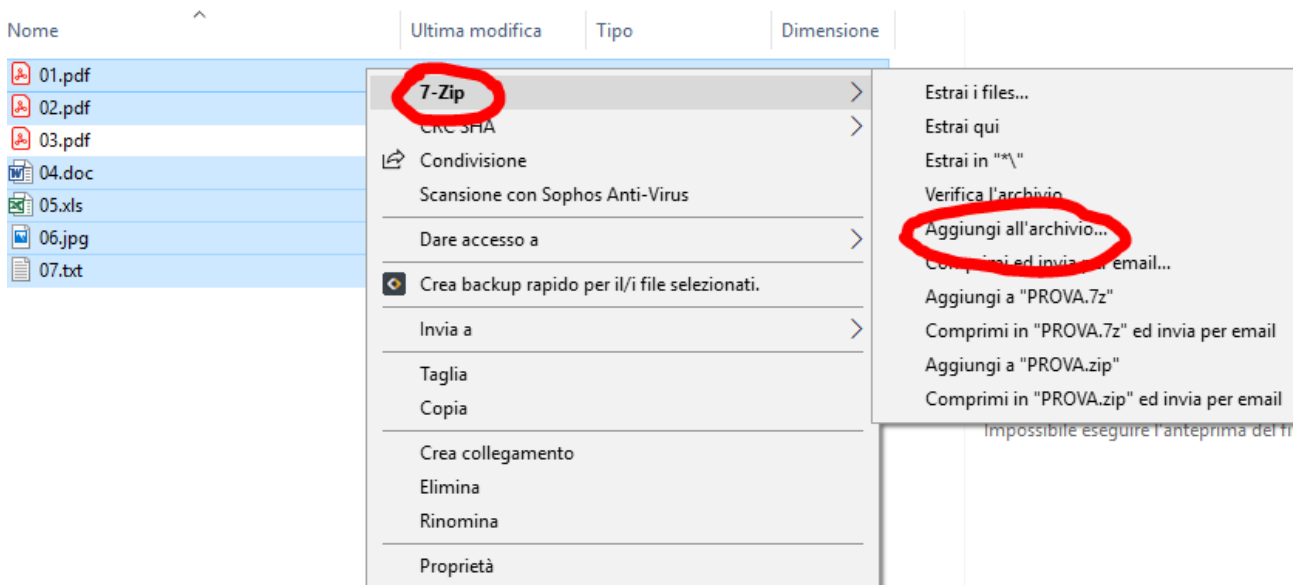 Nome Ultima modifica Tipo Dimensione
01.pdf
02.pdf
03.pdf
04.doc
05.xls
06.jpg
07.txt
7-Zip
CRC SHA
Condivisione
Scansione con Sophos Anti-Virus
Dare accesso a
Crea backup rapido per il/i file selezionati.
Invia a
Taglia
Copia
Crea collegamento
Elimina
Rinomina
Proprietà
Estrai i files...
Estrai qui
Estrai in "*\"
Verifica l'archivio
Aggiungi all'archivio...
Comprimi ed invia per email...
Aggiungi a "PROVA.7z"
Comprimi in "PROVA.7z" ed invia per email
Aggiungi a "PROVA.zip"
Comprimi in "PROVA.zip" ed invia per email
Impossibile eseguire l'anteprima del